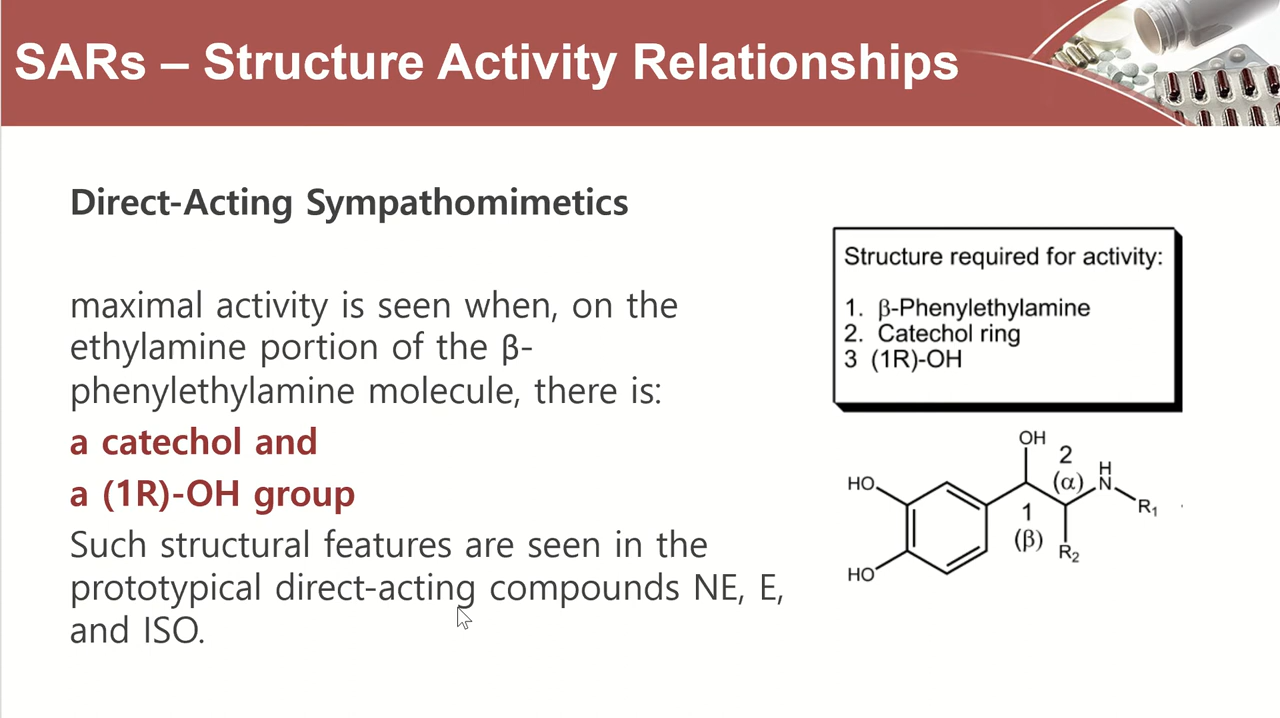 SARs – Structure Activity Relationships
Direct-Acting Sympathomimetics
maximal activity is seen when, on the
ethylamine portion of the β-
phenylethylamine molecule, there is:
a catechol and
a (1R)-OH group
Such structural features are seen in the
prototypical direct-acting compounds NE, E,
and ISO.
Structure required for activity:
1. β-Phenylethylamine
2. Catechol ring
3 (1R)-OH
OH
2
H
HO
(α)
N
R1
1
(β)
R2
HO